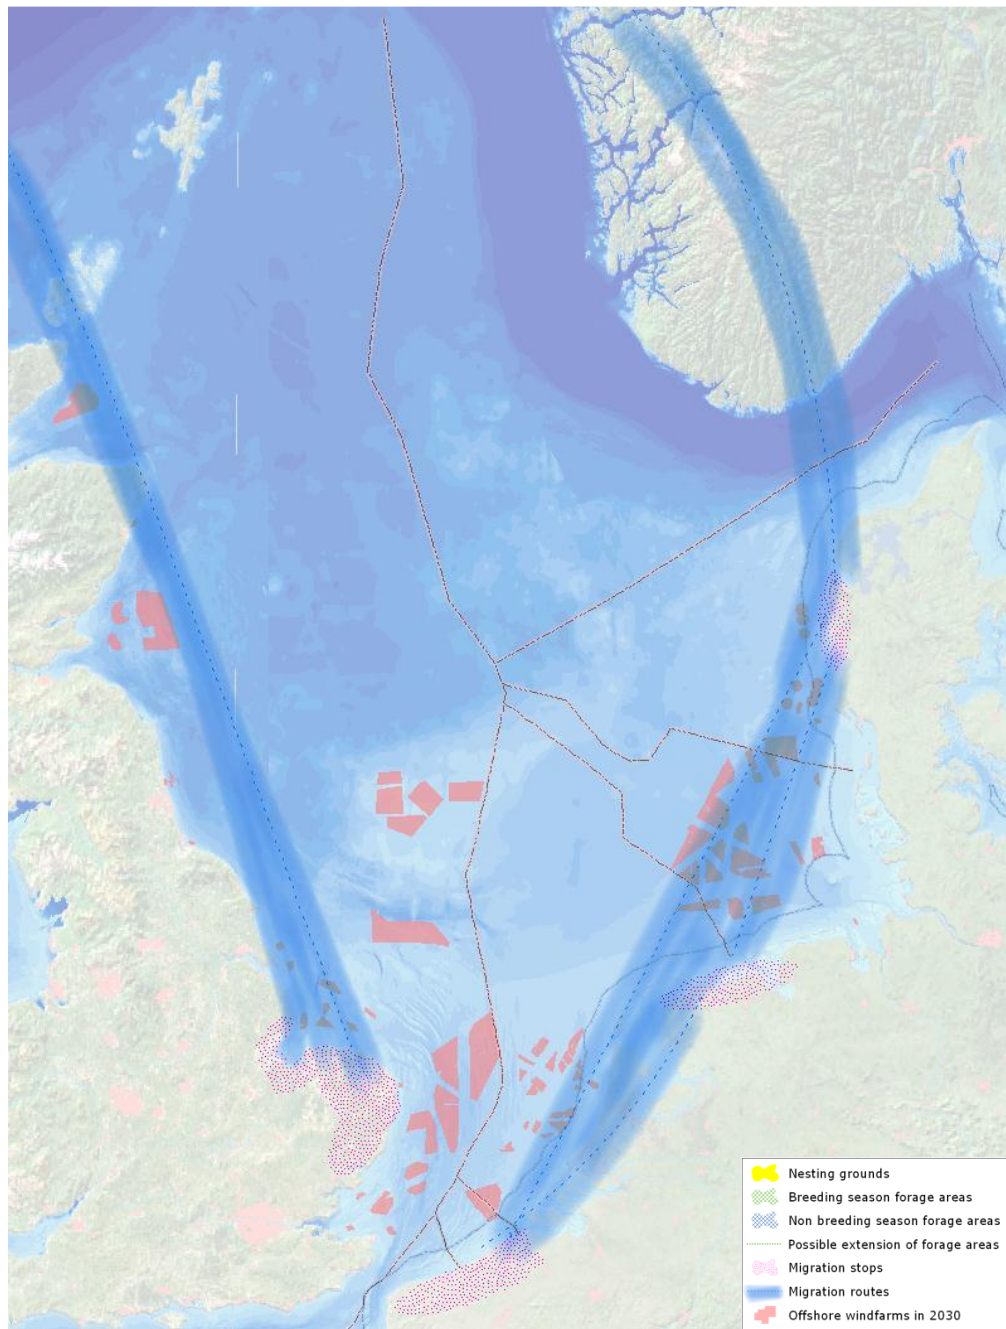 Nesting grounds
Breeding season forage areas
Non breeding season forage areas
Possible extension of forage areas
Migration stops
Migration routes
Offshore windfarms in 2030